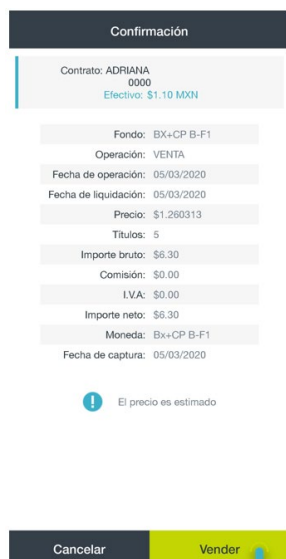 Confirmación
Contrato: ADRIANA
0000
Efectivo: $1.10 MXN
Fondo: BX+CP B-F1
Operación: VENTA
Fecha de operación: 05/03/2020
Fecha de liquidación: 05/03/2020
Precio: $1.260313
Títulos: 5
Importe bruto: $6.30
Comisión: $0.00
I.V.A: $0.00
Importe neto: $6.30
Moneda: Bx+CP B-F1
Fecha de captura: 05/03/2020
! El precio es estimado
Cancelar Vender